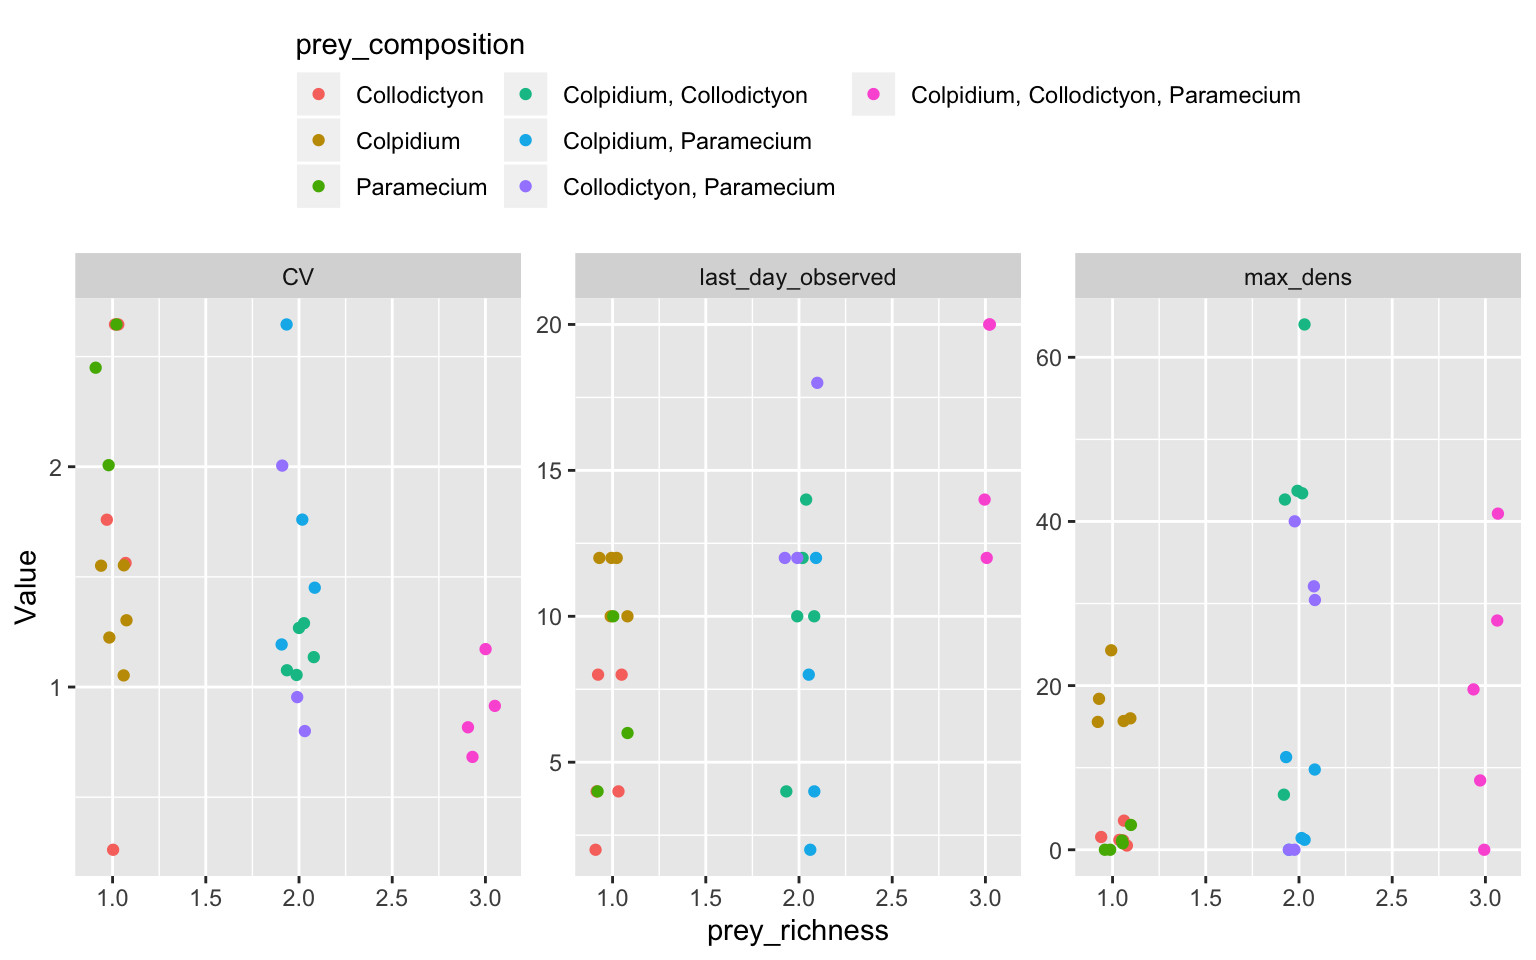 prey_composition
Collodictyon
Colpidium, Collodictyon
Colpidium, Collodictyon, Paramecium
Colpidium
Colpidium, Paramecium
Paramecium
Collodictyon, Paramecium
CV
last_day_observed
max_dens
Value
2
1
20
15
10
5
60
40
20
0
1.0 1.5 2.0 2.5 3.0
1.0 1.5 2.0 2.5 3.0
1.0 1.5 2.0 2.5 3.0
prey_richness